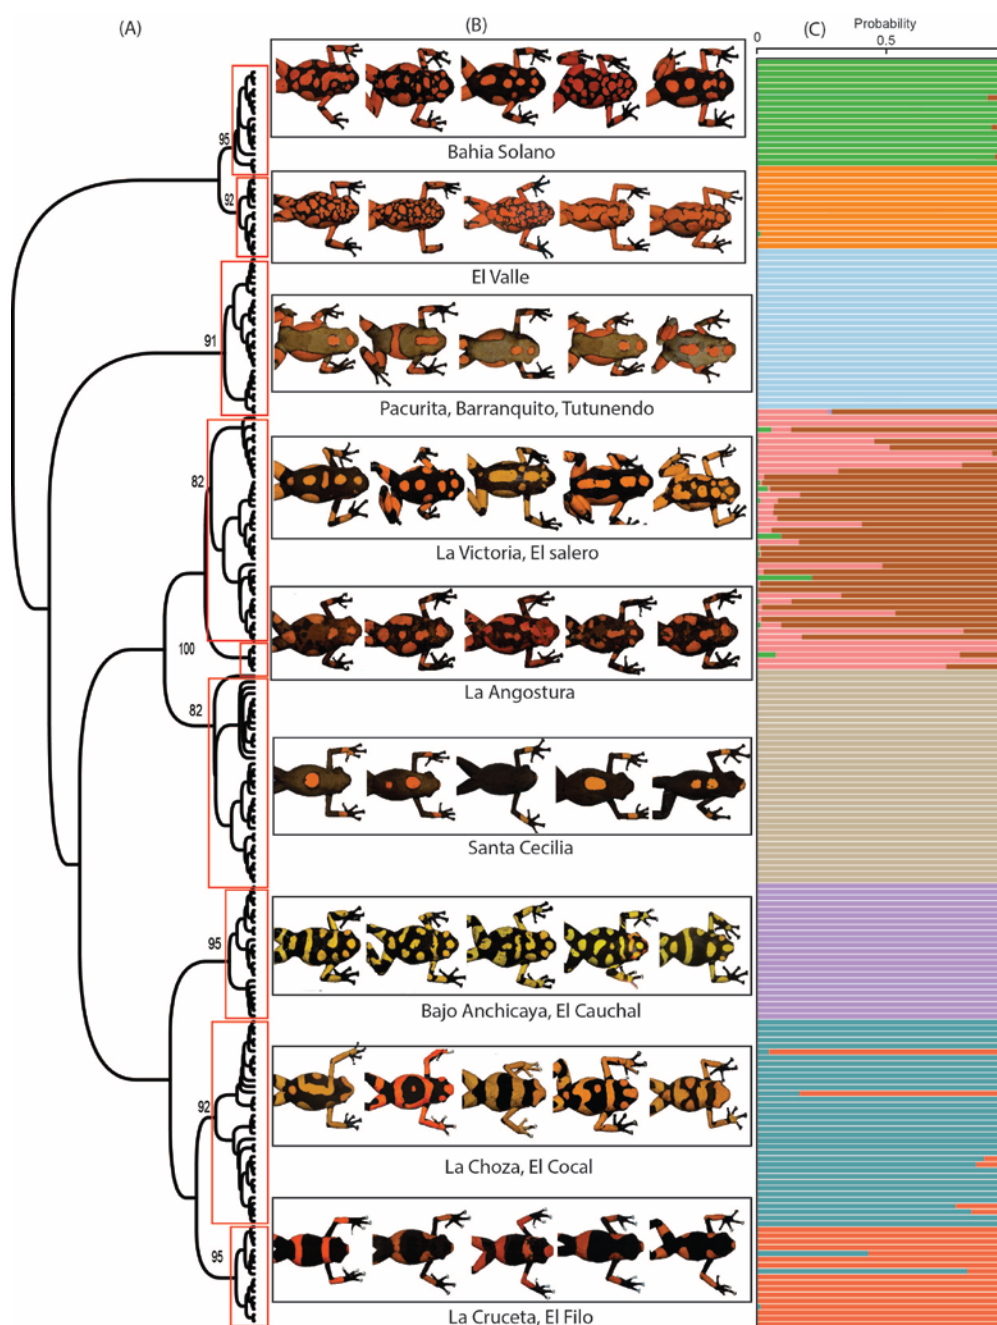 (A)
(B)
(C)
Probability
0
0.5
95
Bahia Solano
92
El Valle
91
Pacurita, Barranquito, Tutunendo
82
La Victoria, El salero
100
La Angostura
82
Santa Cecilia
95
Bajo Anchicaya, El Cauchal
92
La Choza, El Cocal
95
La Cruceta, El Filo